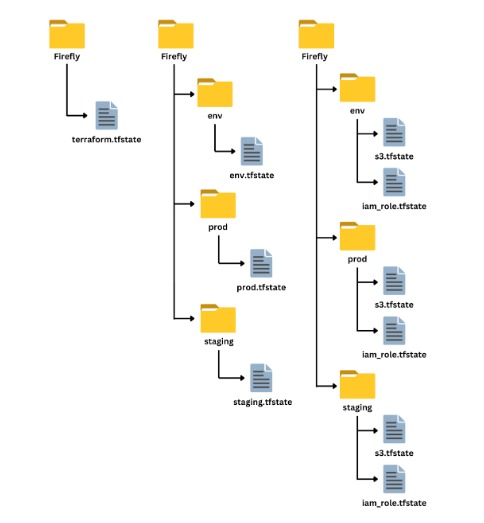 Firefly
terraform.tfstate
Firefly
env
env.tfstate
prod
prod.tfstate
staging
staging.tfstate
Firefly
env
s3.tfstate
iam_role.tfstate
prod
s3.tfstate
iam_role.tfstate
staging
s3.tfstate
iam_role.tfstate